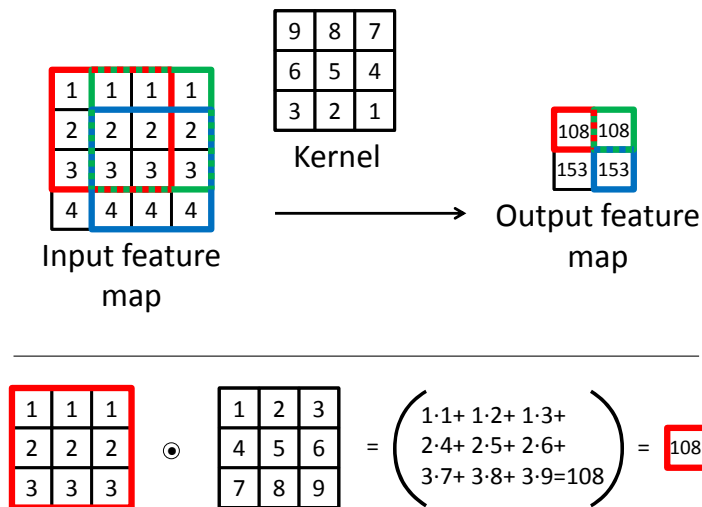 9 8 7
6 5 4
3 2 1
Kernel
1 1 1 1
2 2 2 2
3 3 3 3
4 4 4 4
Input feature
map
108 108
153 153
Output feature
map
1 1 1
2 2 2
3 3 3
⊙
1 2 3
4 5 6
7 8 9
=
1·1+ 1·2+ 1·3+
2·4+ 2·5+ 2·6+
3·7+ 3·8+ 3·9=108
=
108